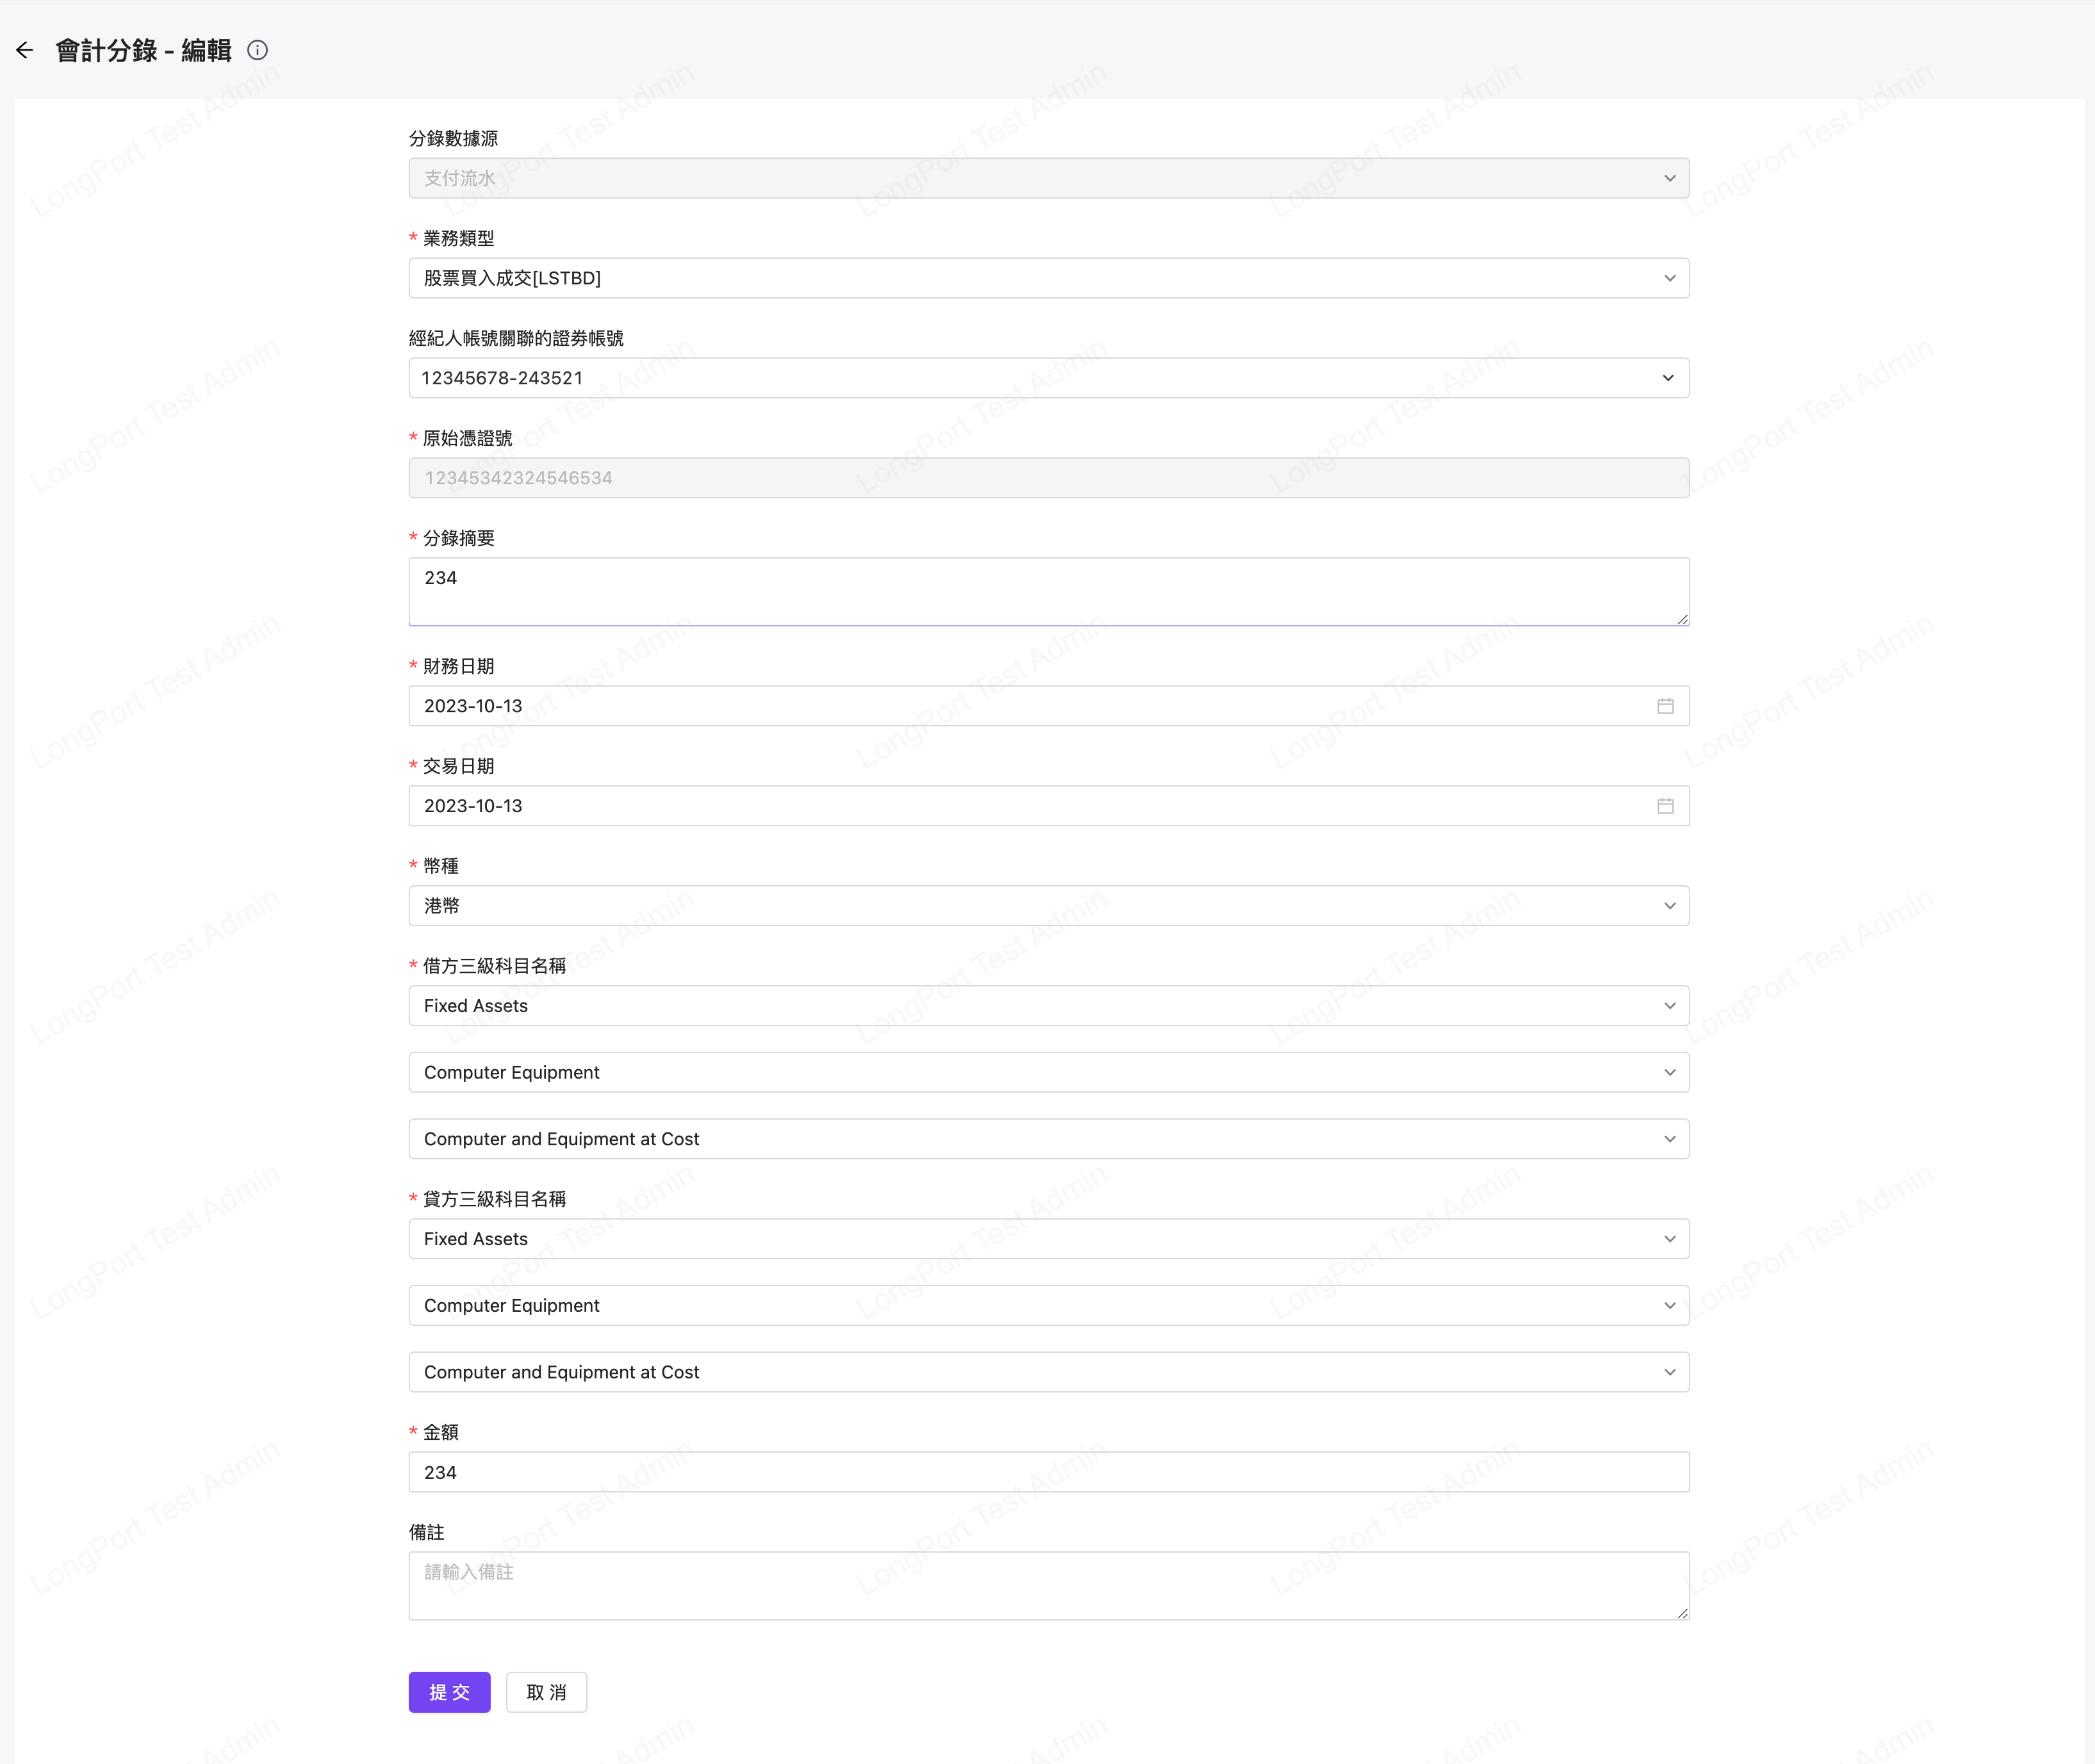 會計分錄 - 編輯
分錄數據源
支付流水
* 業務類型
股票買入成交[LSTBD]
經紀人帳號關聯的證券帳號
12345678-243521
* 原始憑證號
12345342324546534
* 分錄摘要
234
* 財務日期
2023-10-13
* 交易日期
2023-10-13
* 幣種
港幣
* 借方三級科目名稱
Fixed Assets
Computer Equipment
Computer and Equipment at Cost
* 貸方三級科目名稱
Fixed Assets
Computer Equipment
Computer and Equipment at Cost
* 金額
234
備註
請輸入備註
提 交
取 消
LongPort Test Admin